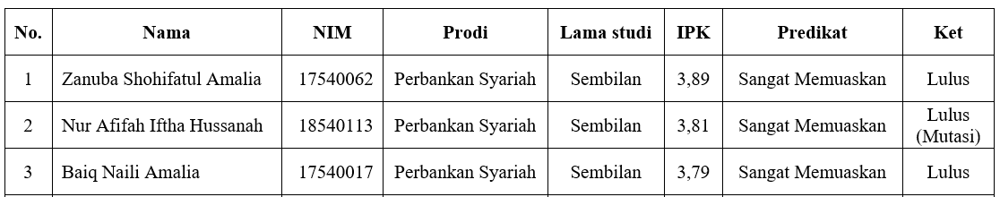 No. Nama NIM Prodi Lama studi IPK Predikat Ket
1 Zanuba Shohifatul Amalia 17540062 Perbankan Syariah Sembilan 3,89 Sangat Memuaskan Lulus
2 Nur Afifah Iftha Hussanah 18540113 Perbankan Syariah Sembilan 3,81 Sangat Memuaskan Lulus
(Mutasi)
3 Baiq Naili Amalia 17540017 Perbankan Syariah Sembilan 3,79 Sangat Memuaskan Lulus